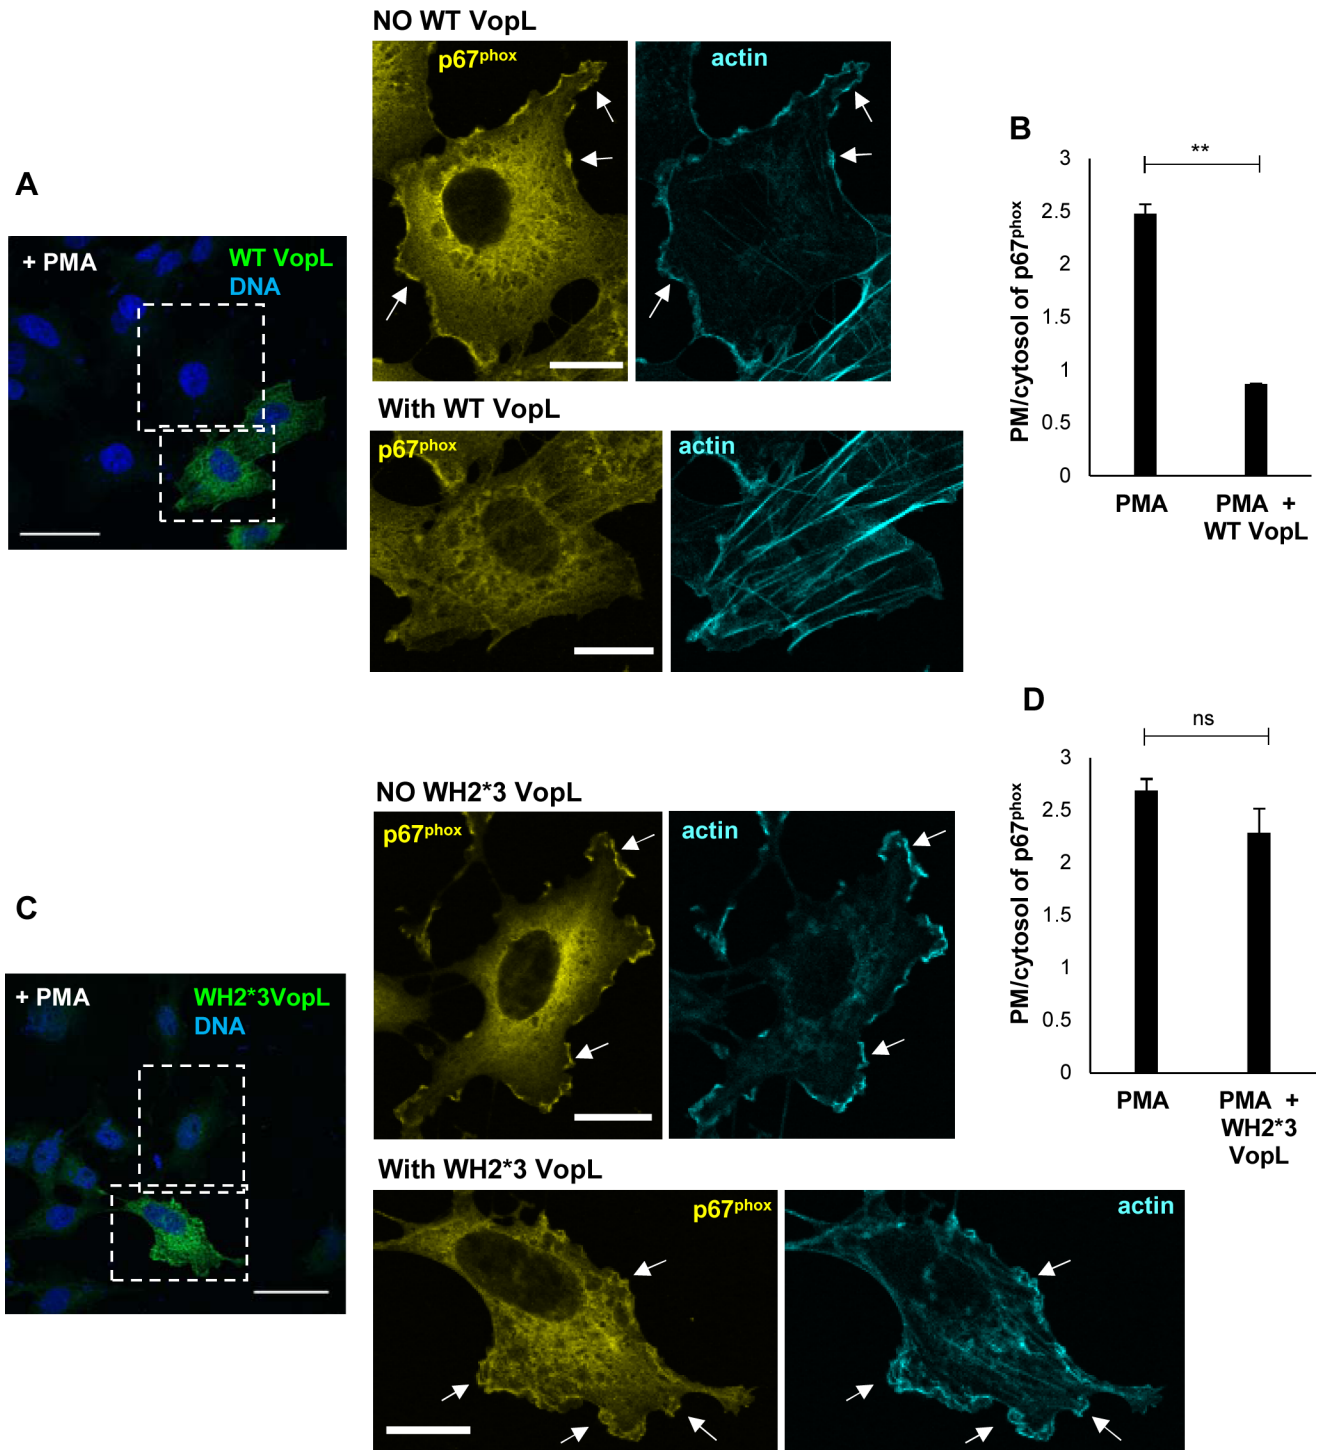 A
+ PMA
WT VopL
DNA
NO WT VopL
p67phox
actin
With WT VopL
p67phox
actin
B
**
PM/cytosol of p67phox
3
2.5
2
1.5
1
0.5
0
PMA
PMA +
WT VopL
C
+ PMA
WH2*3VopL
DNA
NO WH2*3 VopL
p67phox
actin
With WH2*3 VopL
p67phox
actin
D
ns
PM/cytosol of p67phox
3
2.5
2
1.5
1
0.5
0
PMA
PMA +
WH2*3
VopL